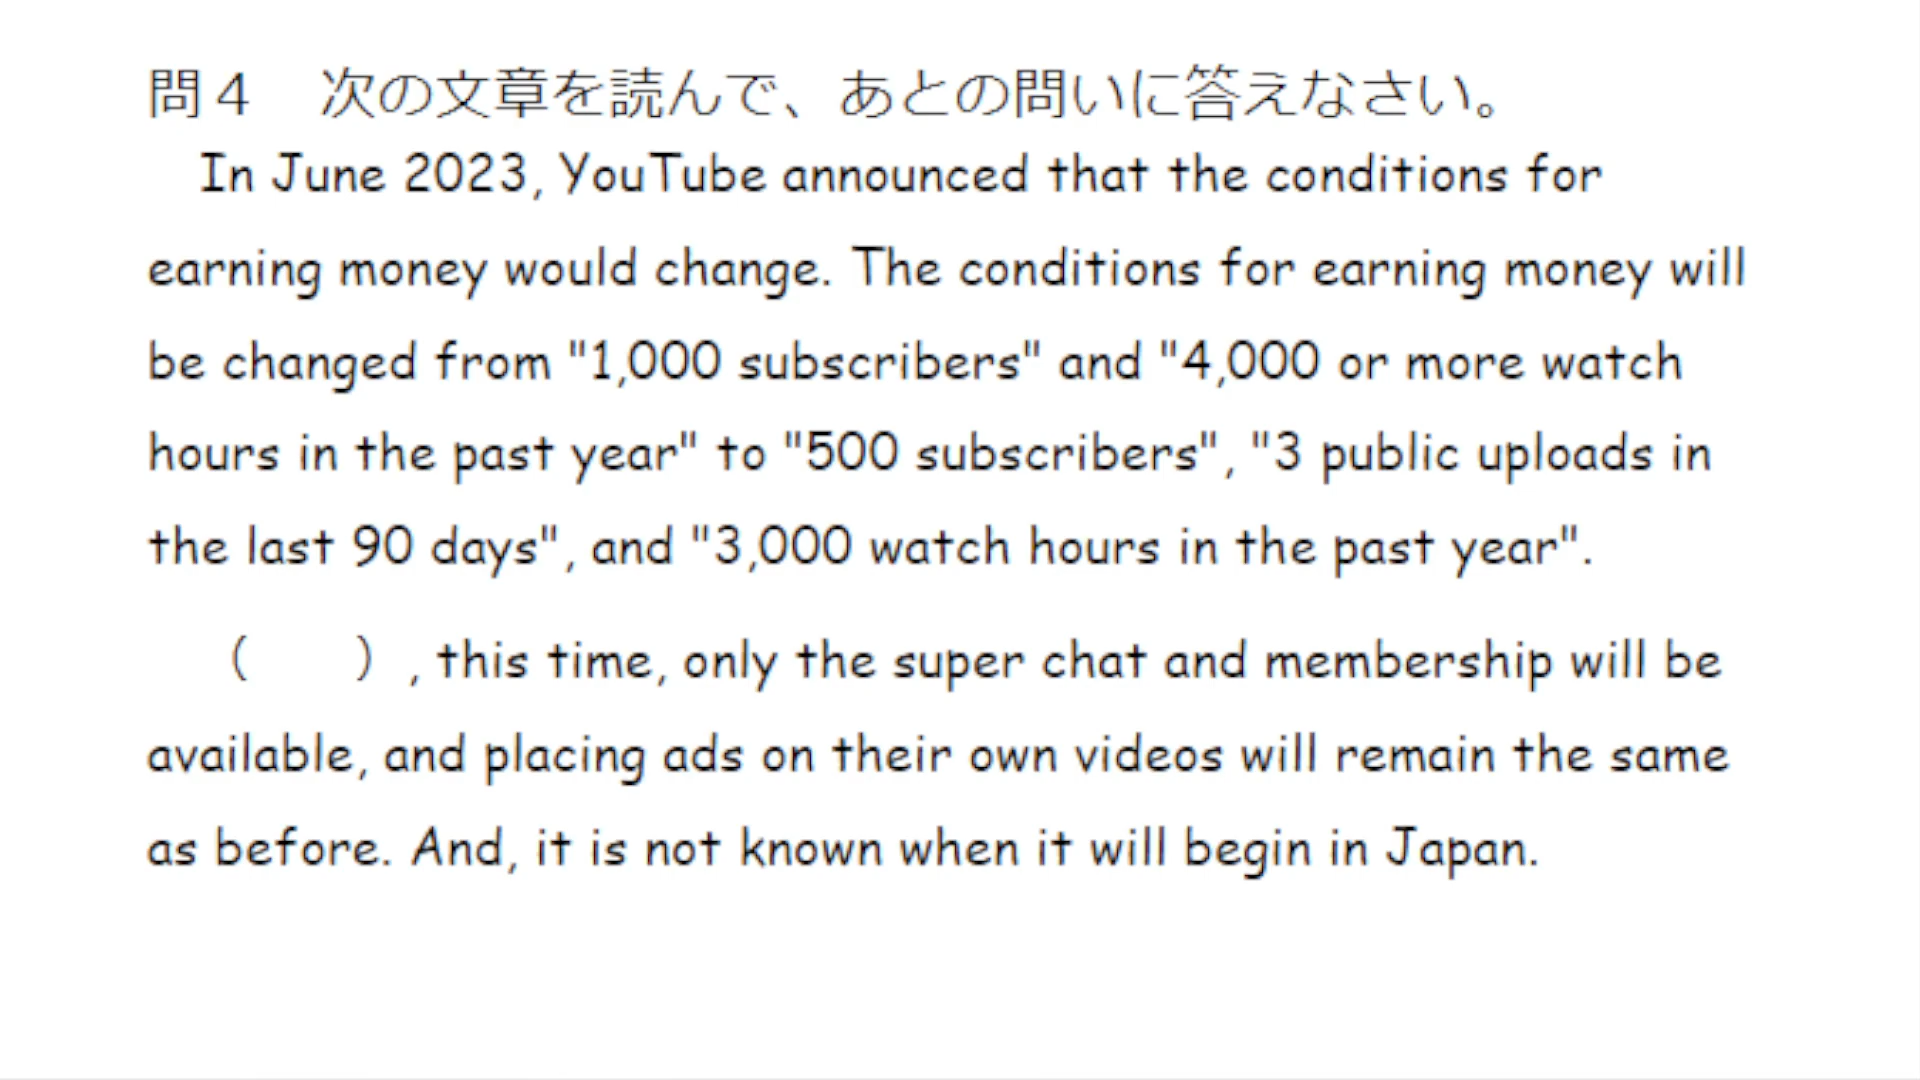 問４　次の文章を読んで、あとの問いに答えなさい。
In June 2023, YouTube announced that the conditions for
earning money would change. The conditions for earning money will
be changed from "1,000 subscribers" and "4,000 or more watch
hours in the past year" to "500 subscribers", "3 public uploads in
the last 90 days", and "3,000 watch hours in the past year".
（　　）, this time, only the super chat and membership will be
available, and placing ads on their own videos will remain the same
as before. And, it is not known when it will begin in Japan.